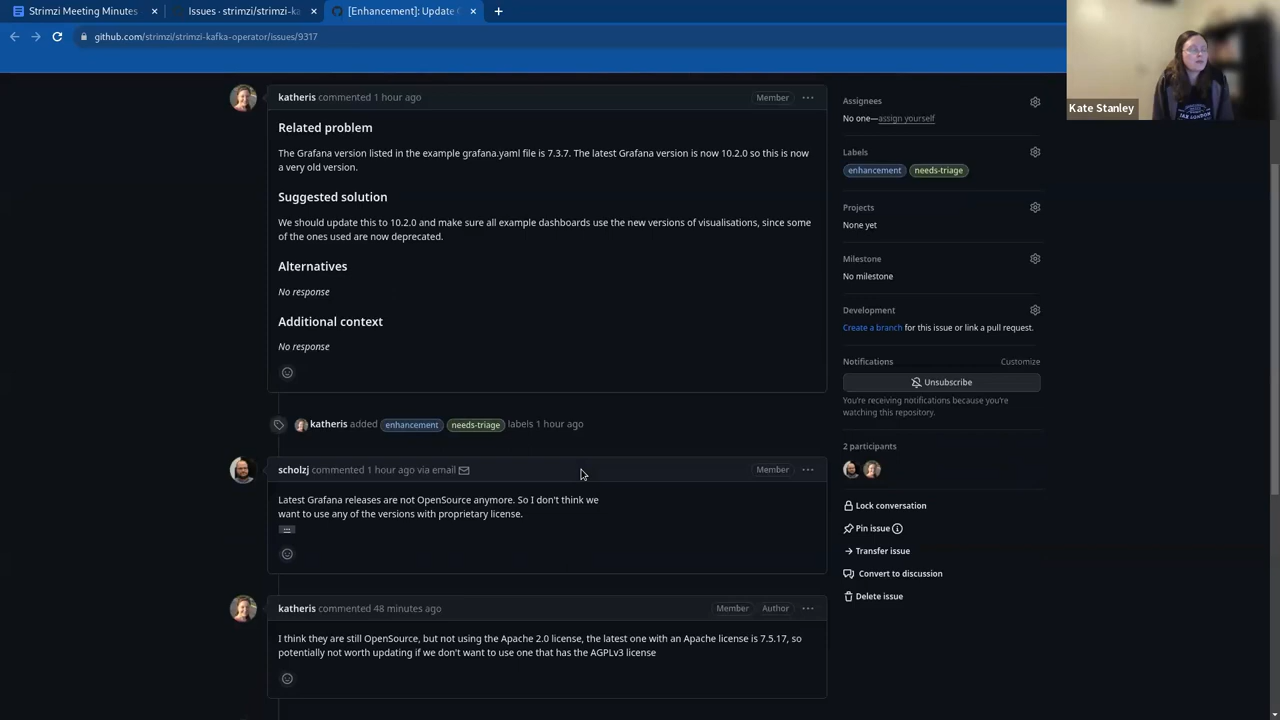 Strimzi Meeting Minutes
Issues · strimzi/strimzi-ka
[Enhancement]: Update
github.com/strimzi/strimzi-kafka-operator/issues/9317
Kate Stanley
katheris commented 1 hour ago
Member
Related problem
The Grafana version listed in the example grafana.yaml file is 7.3.7. The latest Grafana version is now 10.2.0 so this is now
a very old version.
Suggested solution
We should update this to 10.2.0 and make sure all example dashboards use the new versions of visualisations, since some
of the ones used are now deprecated.
Alternatives
No response
Additional context
No response
katheris added enhancement needs-triage labels 1 hour ago
scholzj commented 1 hour ago via email
Member
Latest Grafana releases are not OpenSource anymore. So I don't think we
want to use any of the versions with proprietary license.
katheris commented 48 minutes ago
Member Author
I think they are still OpenSource, but not using the Apache 2.0 license, the latest one with an Apache license is 7.5.17, so
potentially not worth updating if we don't want to use one that has the AGPLv3 license
Assignees
No one—assign yourself
Labels
enhancement needs-triage
Projects
None yet
Milestone
No milestone
Development
Create a branch for this issue or link a pull request.
Notifications Customize
Unsubscribe
You're receiving notifications because you're
watching this repository.
2 participants
Lock conversation
Pin issue
Transfer issue
Convert to discussion
Delete issue